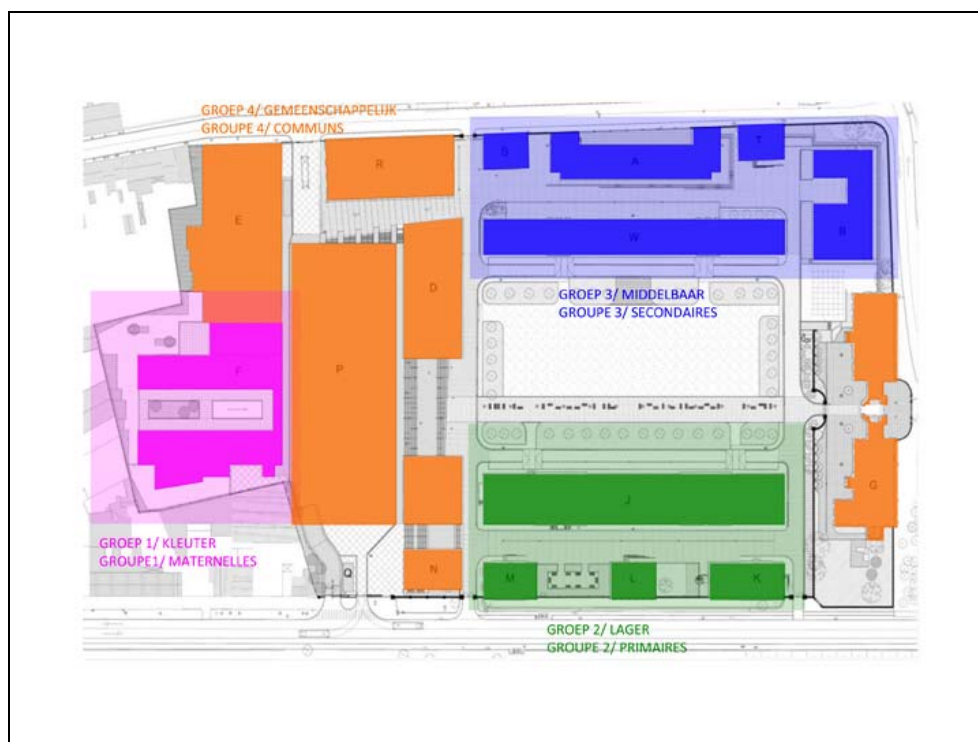 GROEP 4/ GEMEENSCHAPPELIJK
GROUPE 4/ COMMUNS
R
A
T
E
B
W
D
GROEP 3/ MIDDELBAAR
GROUPE 3/ SECONDAIRES
F
P
J
G
GROEP 1/ KLEUTER
GROUPE1/ MATERNELLES
Q
N
M
L
K
GROEP 2/ LAGER
GROUPE 2/ PRIMAIRES